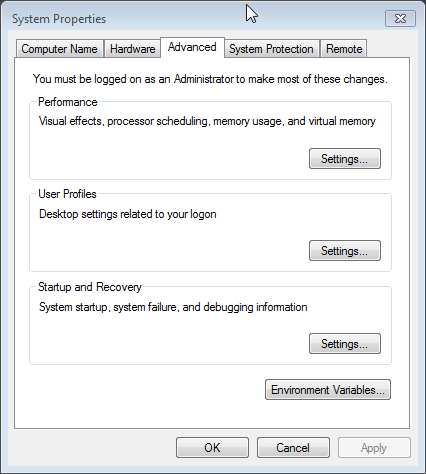 System Properties
Computer Name Hardware Advanced System Protection Remote
You must be logged on as an Administrator to make most of these changes.
Performance
Visual effects, processor scheduling, memory usage, and virtual memory
Settings...
User Profiles
Desktop settings related to your logon
Settings...
Startup and Recovery
System startup, system failure, and debugging information
Settings...
Environment Variables...
OK Cancel Apply